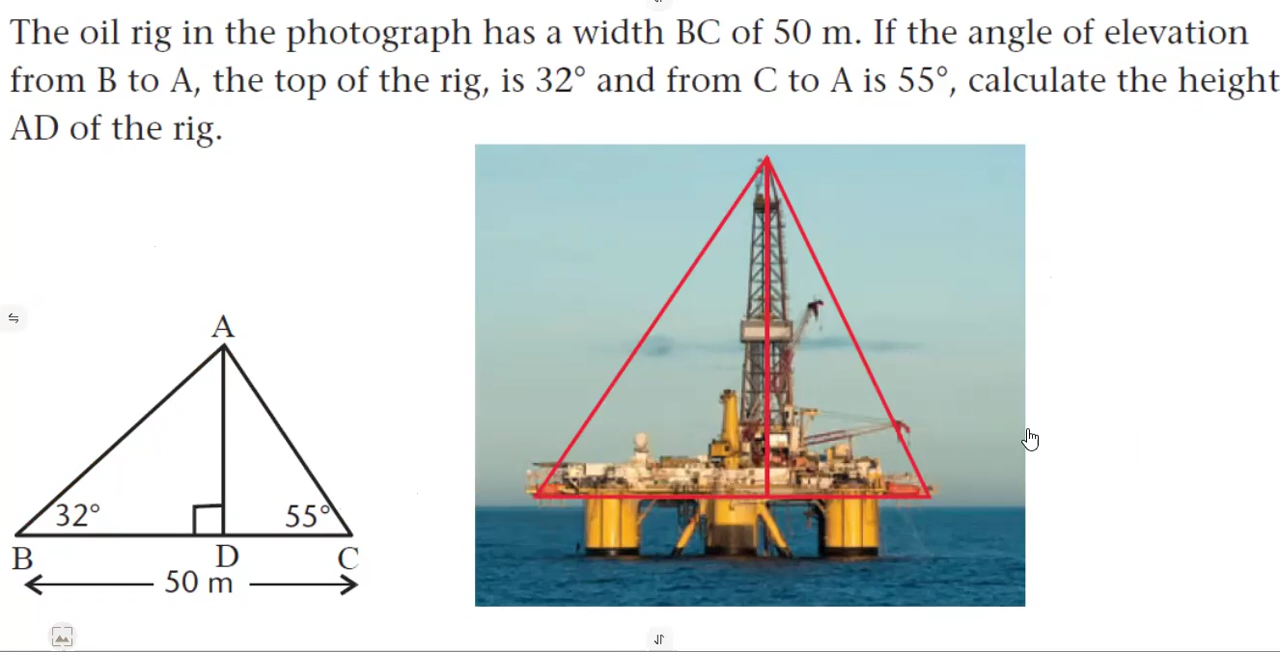 The oil rig in the photograph has a width BC of 50 m. If the angle of elevation
from B to A, the top of the rig, is 32° and from C to A is 55°, calculate the height
AD of the rig.
A
32°
55°
B
D
C
50 m